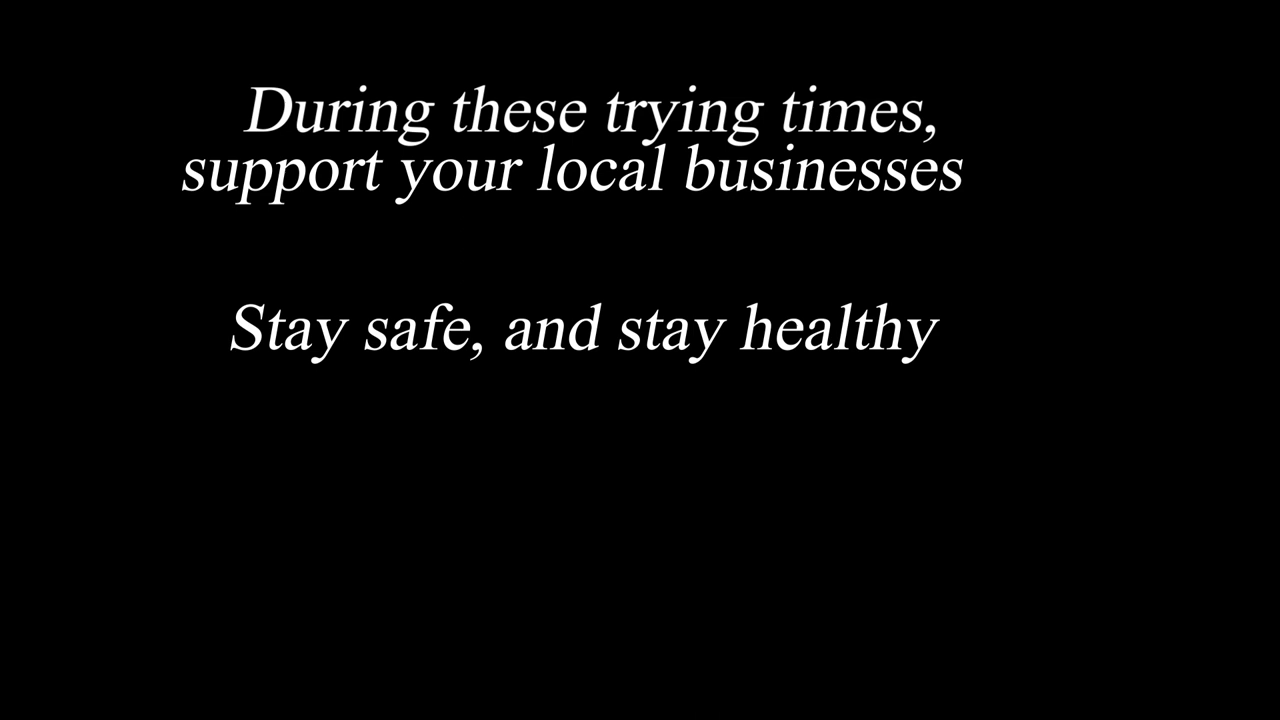 During these trying times,
support your local businesses
Stay safe, and stay healthy